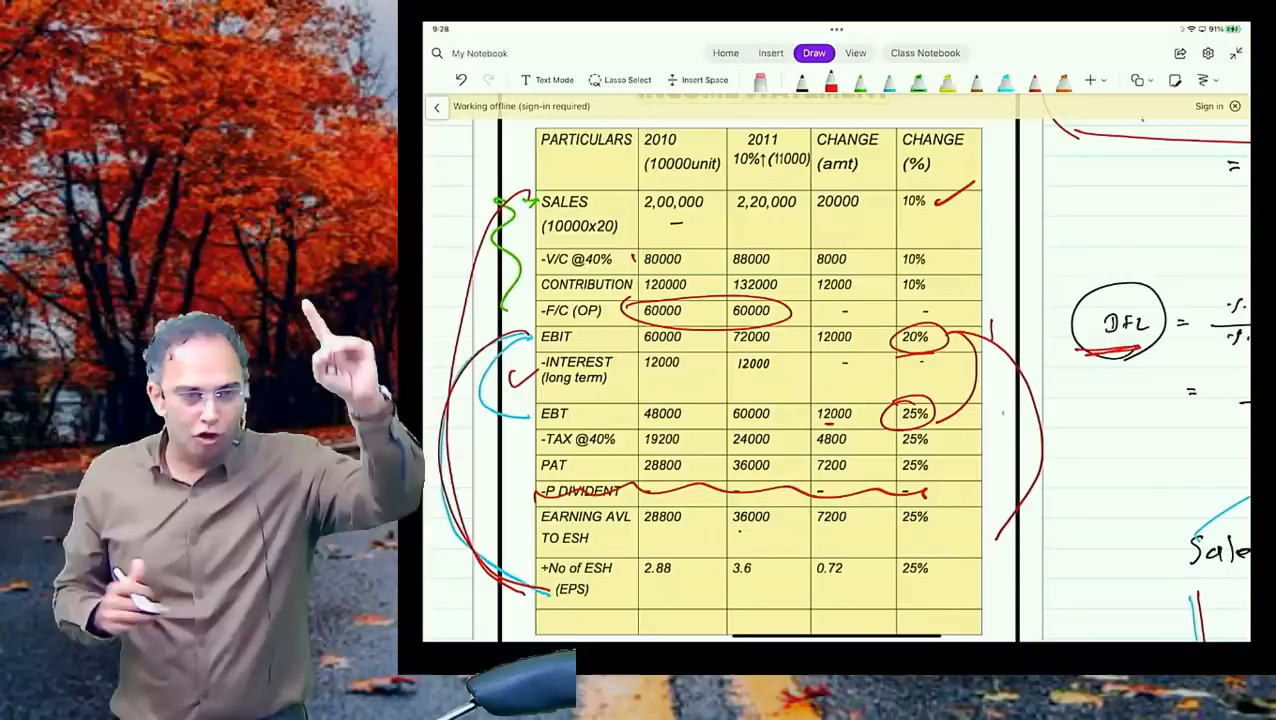 9:28
91%
My Notebook
Home Insert Draw View Class Notebook
Text Mode Lasso Select Insert Space
Working offline (sign-in required) Sign in
INCOME STATEMENT
PARTICULARS 2010 (10000unit) 2011 10%↑(11000) CHANGE (amt) CHANGE (%)
SALES (10000x20) 2,00,000 2,20,000 20000 10%
-V/C @40% 80000 88000 8000 10%
CONTRIBUTION 120000 132000 12000 10%
-F/C (OP) 60000 60000 - -
EBIT 60000 72000 12000 20%
-INTEREST (long term) 12000 12000 - -
EBT 48000 60000 12000 25%
-TAX @40% 19200 24000 4800 25%
PAT 28800 36000 7200 25%
-P DIVIDENT - - - -
EARNING AVL TO ESH 28800 36000 7200 25%
+No of ESH (EPS) 2.88 3.6 0.72 25%
=
DFL =
=
Sale